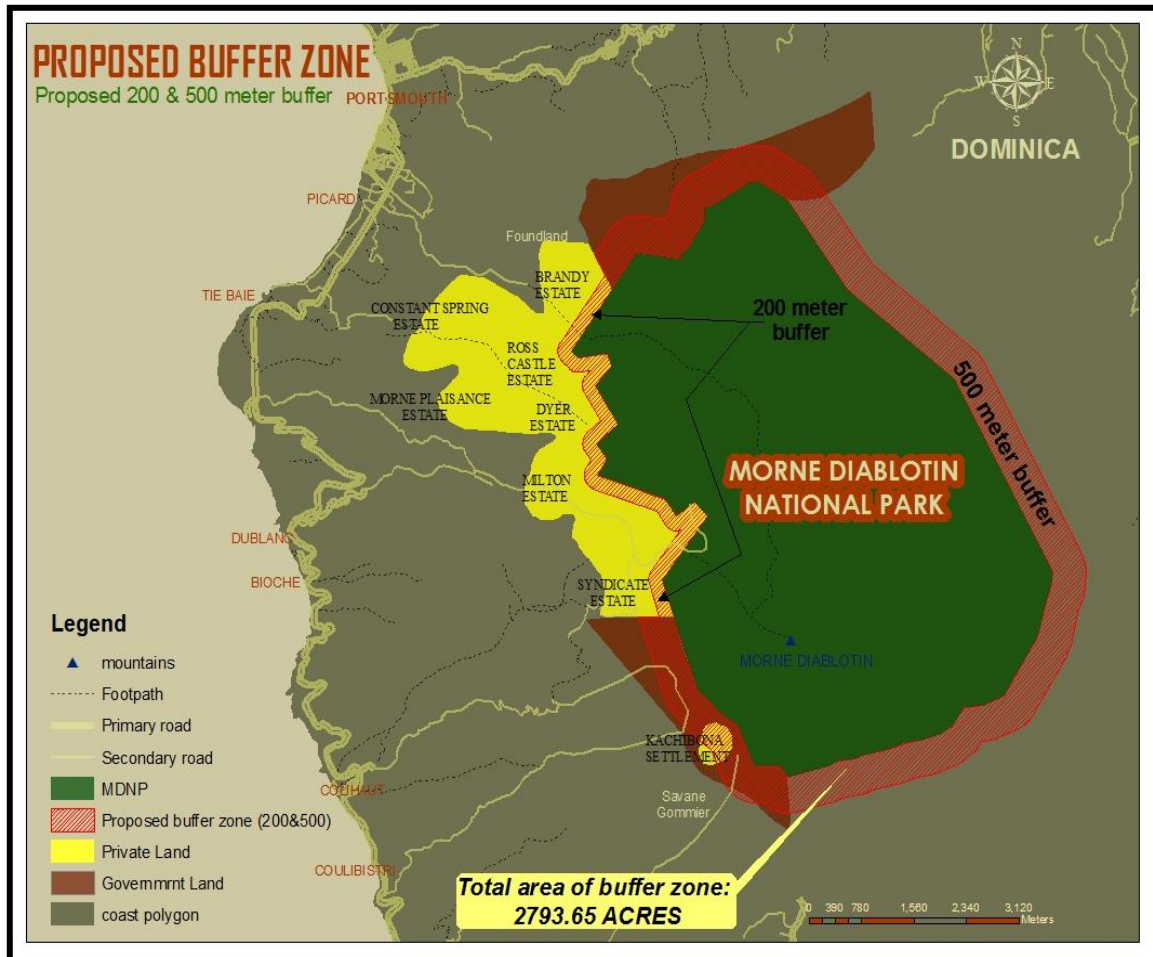 PROPOSED BUFFER ZONE
Proposed 200 & 500 meter buffer
PORTSMOUTH
N
W E
S
DOMINICA
PICARD
Foundland
BRANDY
ESTATE
TIE BAIE
CONSTANT SPRING
ESTATE
200 meter
buffer
ROSS
CASTLE
ESTATE
MORNE PLAISANCE
ESTATE
DYER
ESTATE
500 meter buffer
MORNE DIABLOTIN
NATIONAL PARK
MILTON
ESTATE
DUBLANC
BIOCHE
SYNDICATE
ESTATE
MORNE DIABLOTIN
KACHIBONA
SETTLEMENT
Savane
Gommier
COLIHAUT
COULIBISTRI
Legend
mountains
Footpath
Primary road
Secondary road
MDNP
Proposed buffer zone (200&500)
Private Land
Governmrnt Land
coast polygon
Total area of buffer zone:
2793.65 ACRES
0 390 780 1,560 2,340 3,120
Meters